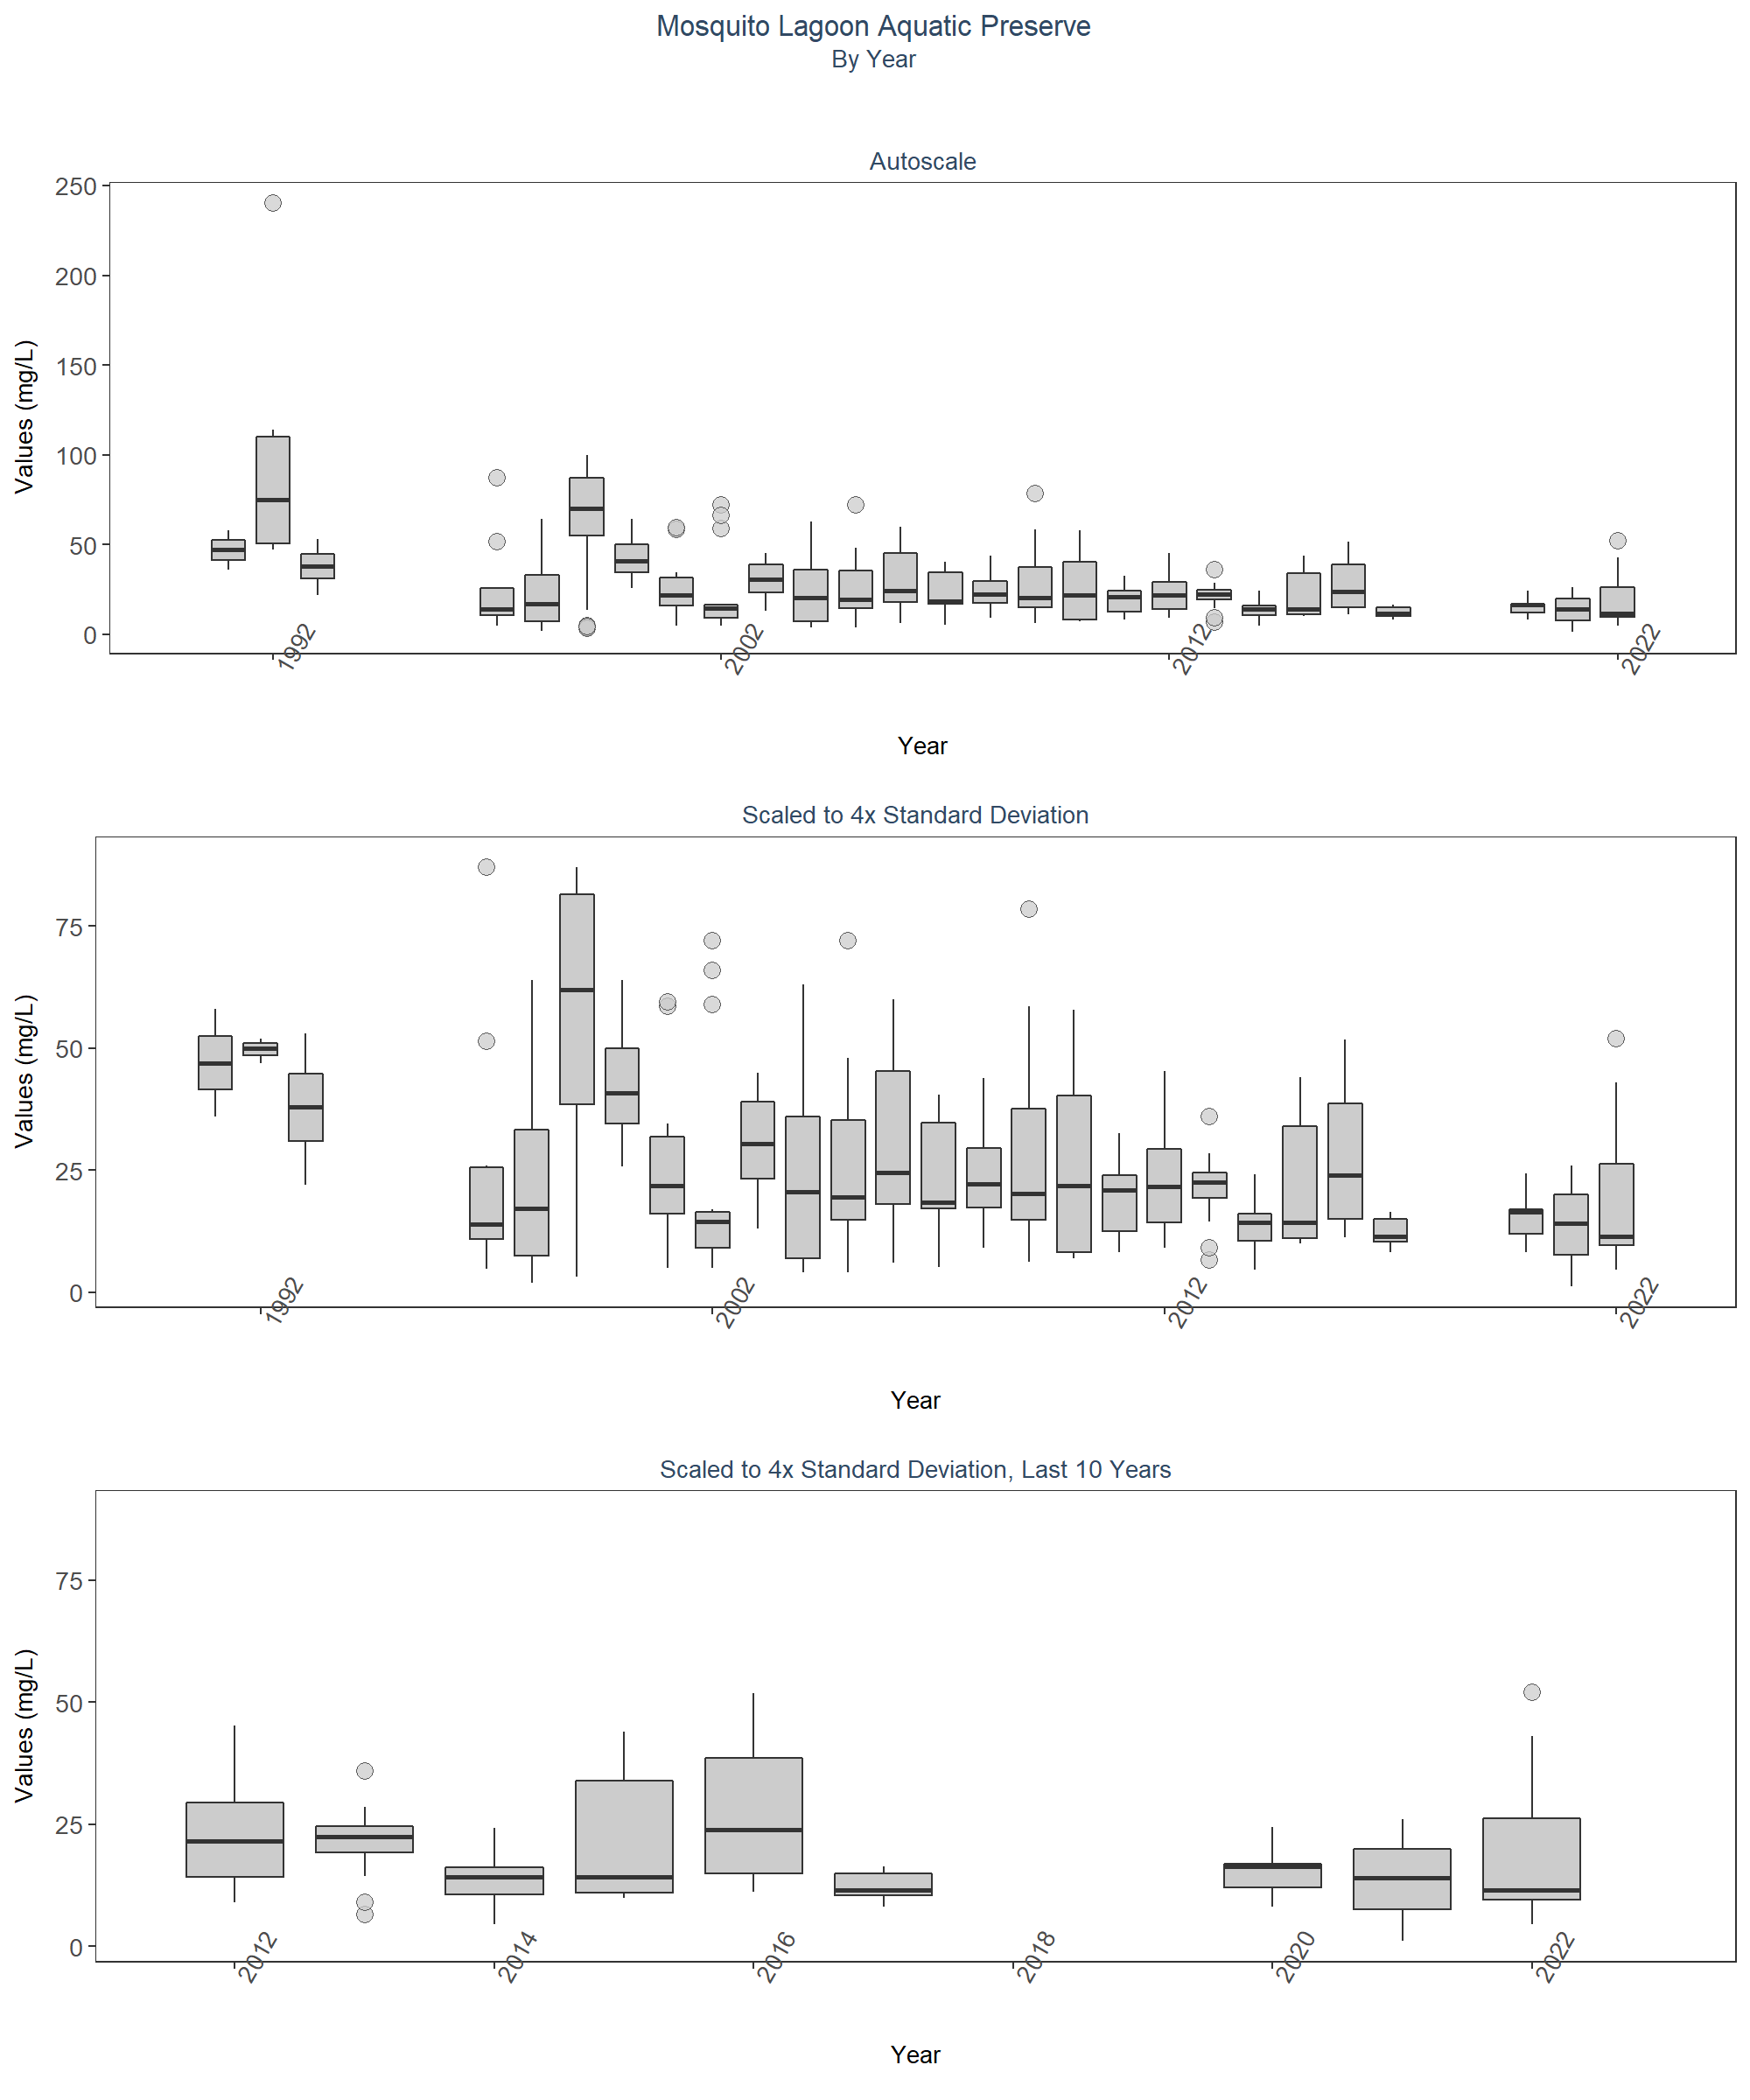 Mosquito Lagoon Aquatic Preserve
By Year
Autoscale
Values (mg/L)
250
200
150
100
50
0
1992 2002 2012 2022
Year
Scaled to 4x Standard Deviation
Values (mg/L)
75
50
25
0
1992 2002 2012 2022
Year
Scaled to 4x Standard Deviation, Last 10 Years
Values (mg/L)
75
50
25
0
2012 2014 2016 2018 2020 2022
Year